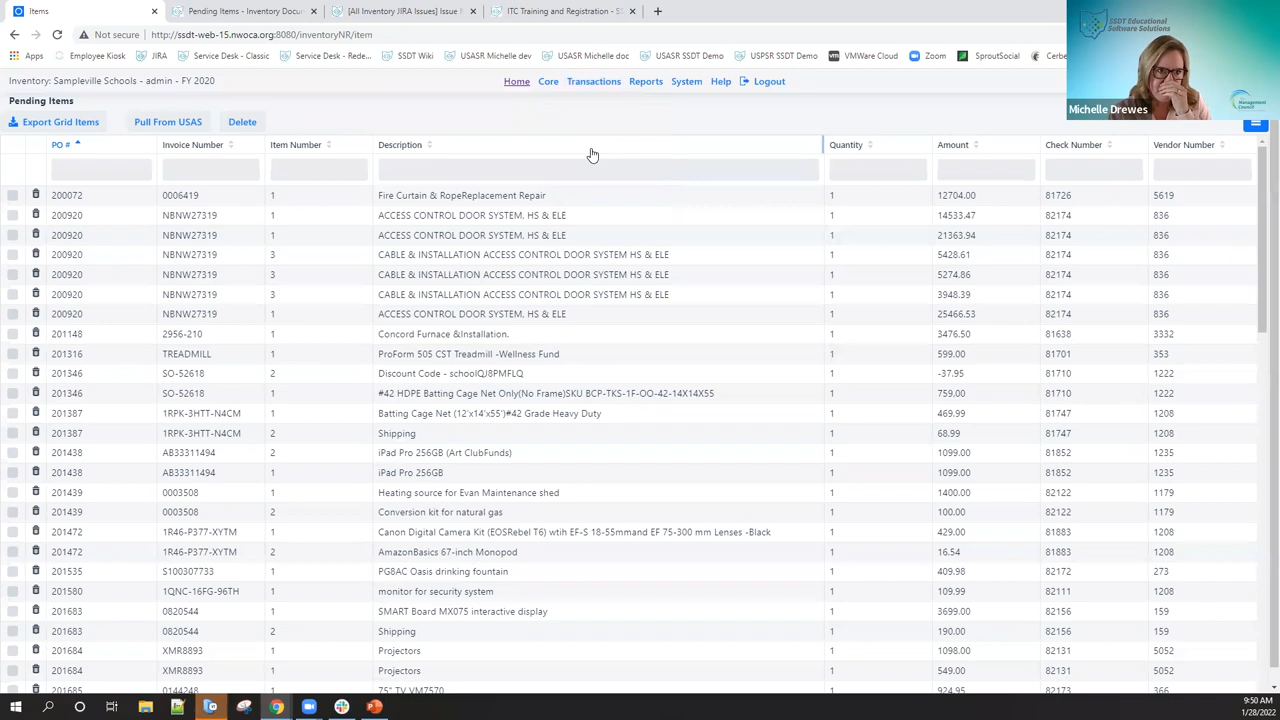 Items
Pending Items - Inventory Docum
[All Inventory JIRA Issues] Issue
ITC Training and Registration - SS
Not secure http://ssdt-web-15.nwoca.org:8080/inventoryNR/item
Apps Employee Kiosk JIRA Service Desk - Classic Service Desk - Rede... SSDT Wiki USASR Michelle dev USASR Michelle doc USASR SSDT Demo USPSR SSDT Demo VMWare Cloud Zoom SproutSocial Cerbe
SSDT Educational
Software Solutions
Management
Council
Michelle Drewes
Inventory: Sampleville Schools - admin - FY 2020
Home Core Transactions Reports System Help Logout
Pending Items
Export Grid Items Pull From USAS Delete
PO # Invoice Number Item Number Description Quantity Amount Check Number Vendor Number
200072 0006419 1 Fire Curtain & RopeReplacement Repair 1 12704.00 81726 5619
200920 NBNW27319 1 ACCESS CONTROL DOOR SYSTEM, HS & ELE 1 14533.47 82174 836
200920 NBNW27319 1 ACCESS CONTROL DOOR SYSTEM, HS & ELE 1 21363.94 82174 836
200920 NBNW27319 3 CABLE & INSTALLATION ACCESS CONTROL DOOR SYSTEM HS & ELE 1 5428.61 82174 836
200920 NBNW27319 3 CABLE & INSTALLATION ACCESS CONTROL DOOR SYSTEM HS & ELE 1 5274.86 82174 836
200920 NBNW27319 3 CABLE & INSTALLATION ACCESS CONTROL DOOR SYSTEM HS & ELE 1 3948.39 82174 836
200920 NBNW27319 1 ACCESS CONTROL DOOR SYSTEM, HS & ELE 1 25466.53 82174 836
201148 2956-210 1 Concord Furnace &Installation. 1 3476.50 81638 3332
201316 TREADMILL 1 ProForm 505 CST Treadmill -Wellness Fund 1 599.00 81701 353
201346 SO-52618 2 Discount Code - schoolQJ8PMFLQ 1 -37.95 81710 1222
201346 SO-52618 1 #42 HDPE Batting Cage Net Only(No Frame)SKU BCP-TKS-1F-OO-42-14X14X55 1 759.00 81710 1222
201387 1RPK-3HTT-N4CM 1 Batting Cage Net (12'x14'x55')#42 Grade Heavy Duty 1 469.99 81747 1208
201387 1RPK-3HTT-N4CM 2 Shipping 1 68.99 81747 1208
201438 AB33311494 2 iPad Pro 256GB (Art ClubFunds) 1 1099.00 81852 1235
201438 AB33311494 1 iPad Pro 256GB 1 1099.00 81852 1235
201439 0003508 1 Heating source for Evan Maintenance shed 1 1400.00 82122 1179
201439 0003508 2 Conversion kit for natural gas 1 100.00 82122 1179
201472 1R46-P377-XYTM 1 Canon Digital Camera Kit (EOSRebel T6) wtih EF-S 18-55mmand EF 75-300 mm Lenses -Black 1 429.00 81883 1208
201472 1R46-P377-XYTM 2 AmazonBasics 67-inch Monopod 1 16.54 81883 1208
201535 S100307733 1 PG8AC Oasis drinking fountain 1 409.98 82172 273
201580 1QNC-16FG-96TH 1 monitor for security system 1 109.99 82111 1208
201683 0820544 1 SMART Board MX075 interactive display 1 3699.00 82156 159
201683 0820544 2 Shipping 1 190.00 82156 159
201684 XMR8893 1 Projectors 1 1098.00 82131 5052
201684 XMR8893 1 Projectors 1 549.00 82131 5052
201685 0144248 1 75" TV VM7570 1 924.95 82173 366
9:50 AM
1/28/2022